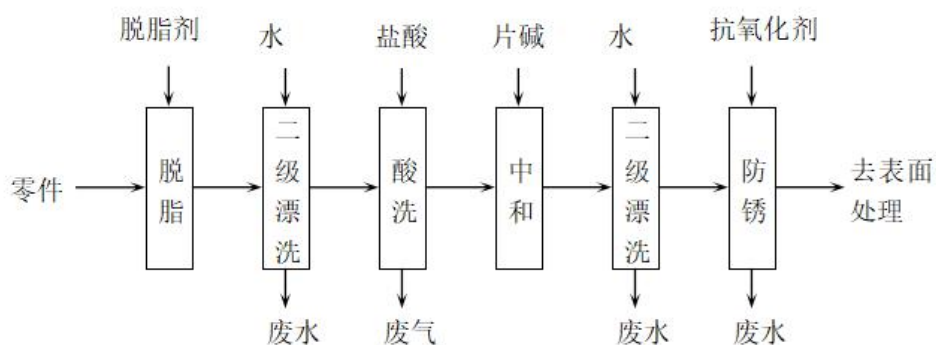 脱脂剂 水 盐酸 片碱 水 抗氧化剂
零件
脱脂
二级漂洗
酸洗
中和
二级漂洗
防锈
去表面
处理
废水 废气 废水 废水